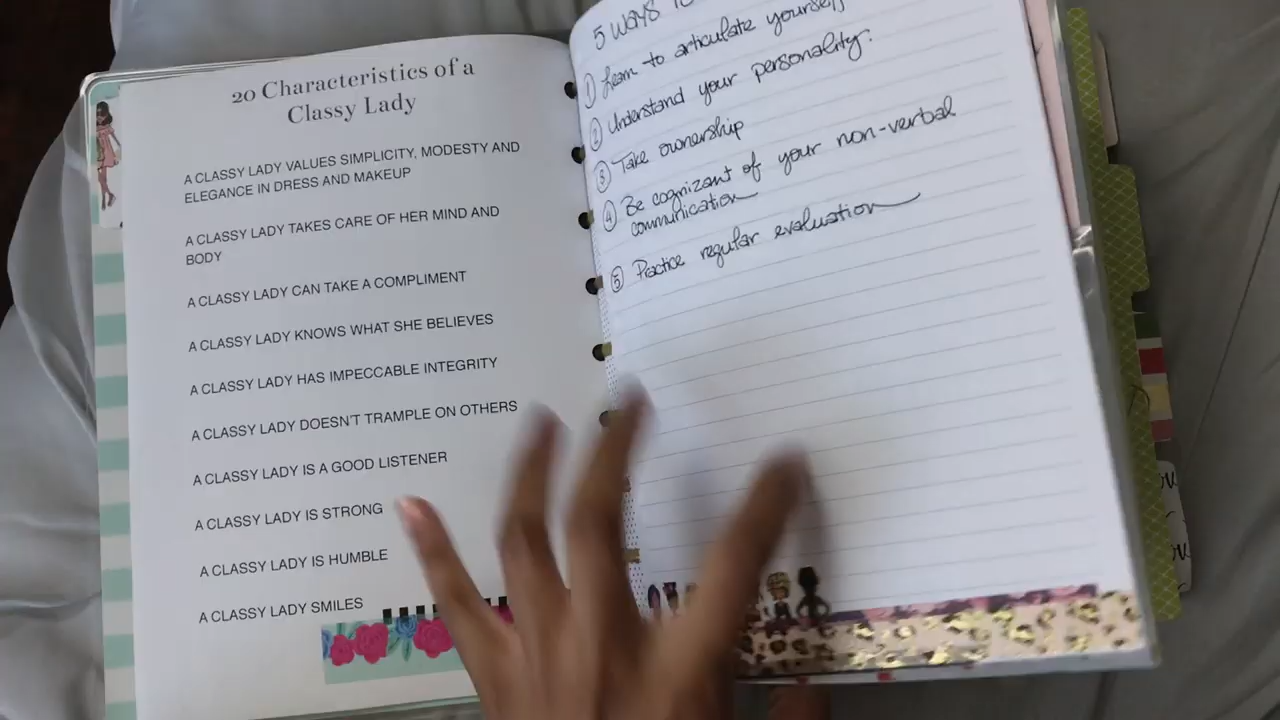 20 Characteristics of a
Classy Lady
A CLASSY LADY VALUES SIMPLICITY, MODESTY AND
ELEGANCE IN DRESS AND MAKEUP
A CLASSY LADY TAKES CARE OF HER MIND AND
BODY
A CLASSY LADY CAN TAKE A COMPLIMENT
A CLASSY LADY KNOWS WHAT SHE BELIEVES
A CLASSY LADY HAS IMPECCABLE INTEGRITY
A CLASSY LADY DOESN'T TRAMPLE ON OTHERS
A CLASSY LADY IS A GOOD LISTENER
A CLASSY LADY IS STRONG
A CLASSY LADY IS HUMBLE
A CLASSY LADY SMILES
5 WAYS TO
1 Learn to articulate yourself
2 Understand your personality.
3 Take ownership
4 Be cognizant of your non-verbal
communication
5 Practice regular evaluation